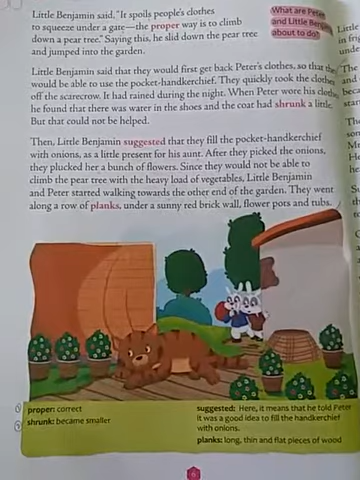 Little Benjamin said, "It spoils people's clothes
to squeeze under a gate—the proper way is to climb
down a pear tree." Saying this, he slid down the pear tree
and jumped into the garden.
What are Peter
and Little Benjamin
about to do?
Little Benjamin said that they would first get back Peter's clothes, so that they
would be able to use the pocket-handkerchief. They quickly took the clothes
off the scarecrow. It had rained during the night. When Peter wore his clothes,
he found that there was water in the shoes and the coat had shrunk a little.
But that could not be helped.
Then, Little Benjamin suggested that they fill the pocket-handkerchief
with onions, as a little present for his aunt. After they picked the onions,
they plucked her a bunch of flowers. Since they would not be able to
climb the pear tree with the heavy load of vegetables, Little Benjamin
and Peter started walking towards the other end of the garden. They went
along a row of planks, under a sunny red brick wall, flower pots and tubs.
proper: correct
shrunk: became smaller
suggested: Here, it means that he told Peter
it was a good idea to fill the handkerchief
with onions.
planks: long, thin and flat pieces of wood
Little
in
under
"The
and